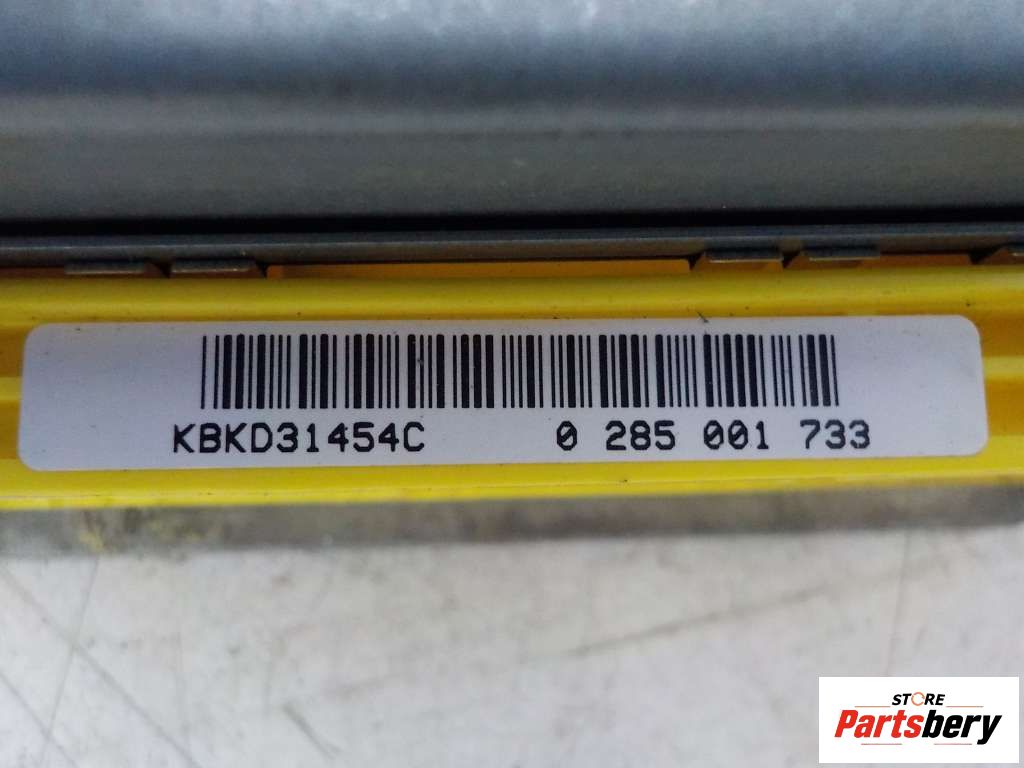 KBKD31454C 0 285 001 733
STORE
Partsbery